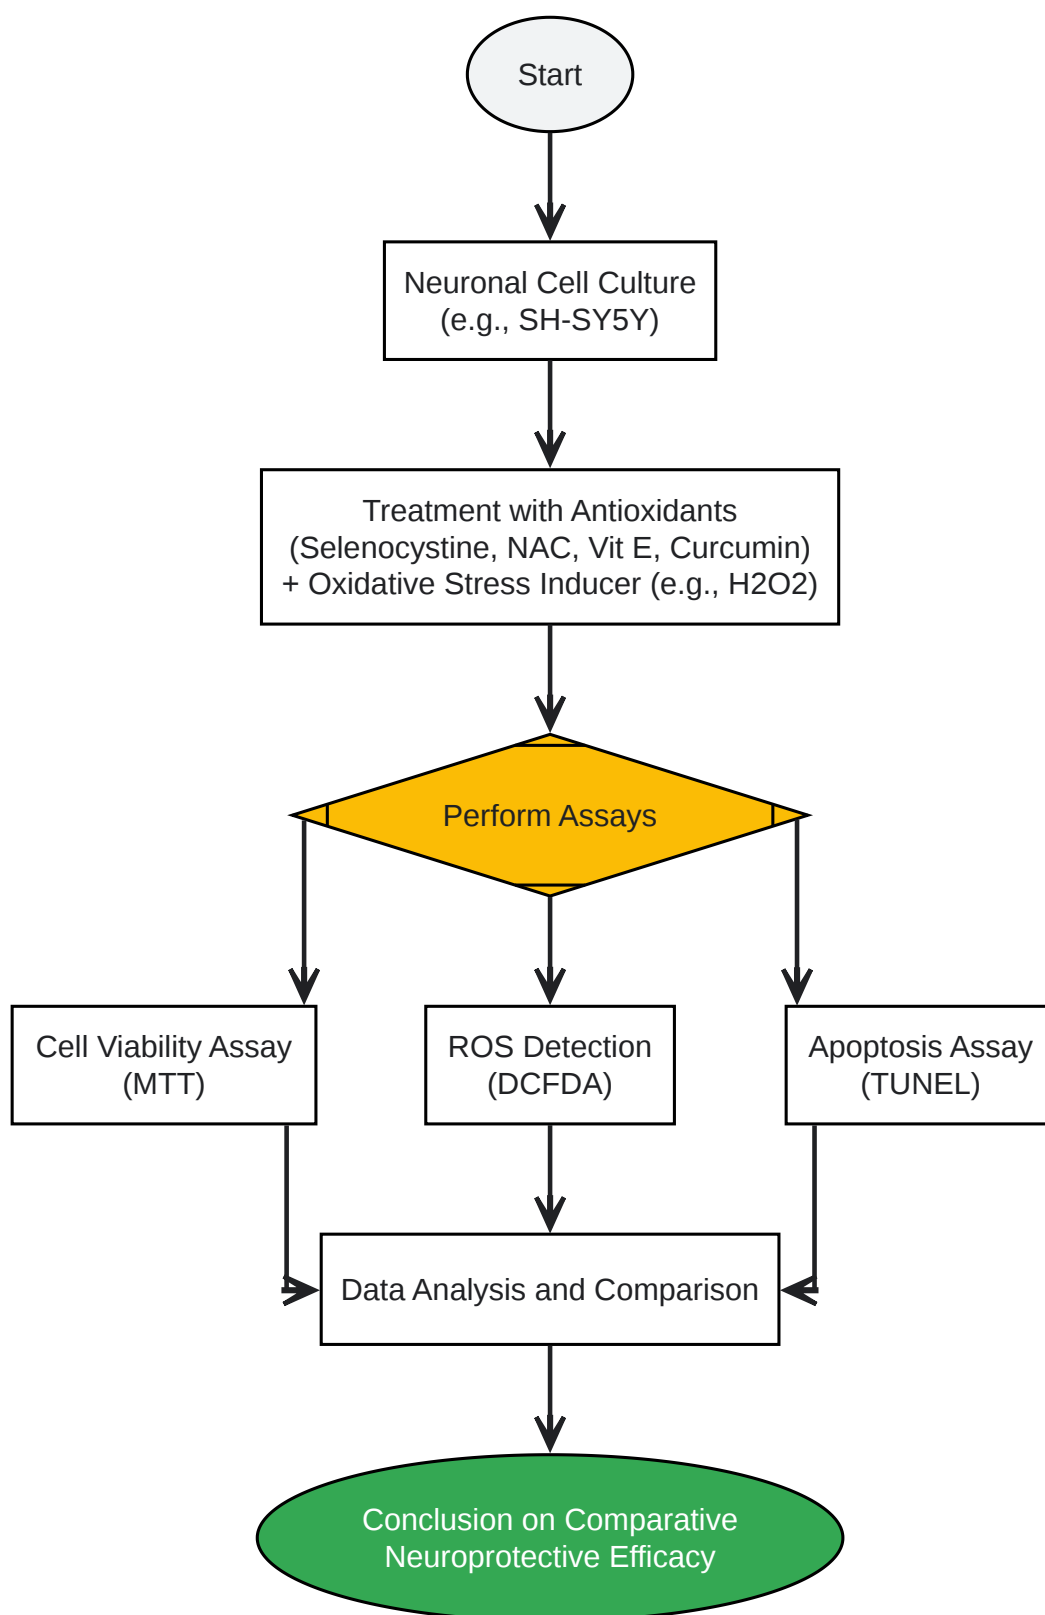 Start
Neuronal Cell Culture
(e.g., SH-SY5Y)
Treatment with Antioxidants
(Selenocystine, NAC, Vit E, Curcumin)
+ Oxidative Stress Inducer (e.g., H2O2)
Perform Assays
Cell Viability Assay
(MTT)
ROS Detection
(DCFDA)
Apoptosis Assay
(TUNEL)
Data Analysis and Comparison
Conclusion on Comparative
Neuroprotective Efficacy